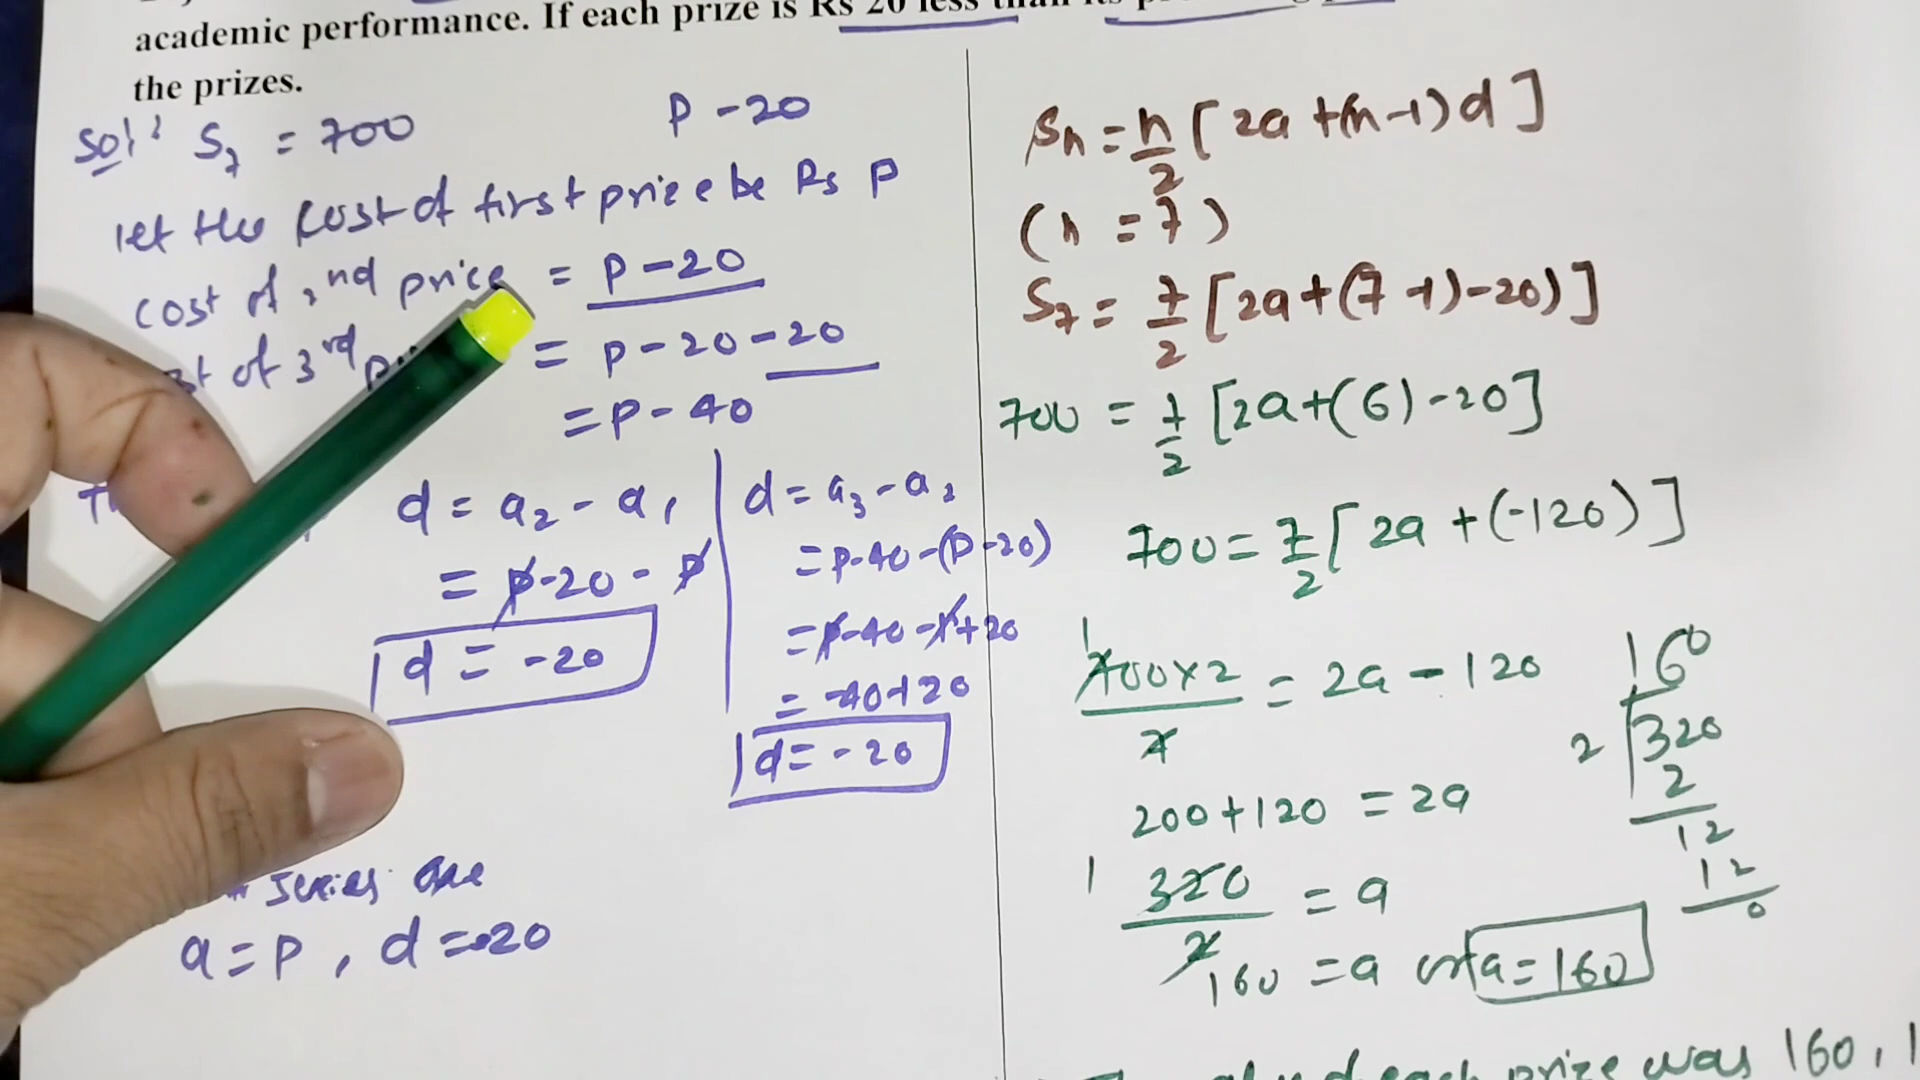 academic performance. If each prize is Rs 20 less than its
the prizes.
P - 20
Sol: S₇ = 700
let the cost of first price be Rs P
cost of 2nd price = P - 20
of 3rd = P - 20 - 20
= P - 40
d = a₂ - a₁
= P - 20 - P
d = -20
d = a₃ - a₂
= P - 40 - (P - 20)
= P - 40 - P + 20
= -40 + 20
d = -20
series are
a = P , d = -20
Sn = n/2 [ 2a + (n-1) d ]
(n = 7)
S₇ = 7/2 [2a + (7-1) -20)]
700 = 7/2 [2a + (6) -20]
700 = 7/2 [ 2a + (-120) ]
1
700 x 2 / 7 = 2a - 120
200 + 120 = 2a
1
320 / 2 = a
160 = a or a = 160
160
2 320
2
12
12
0
each prize was 160,